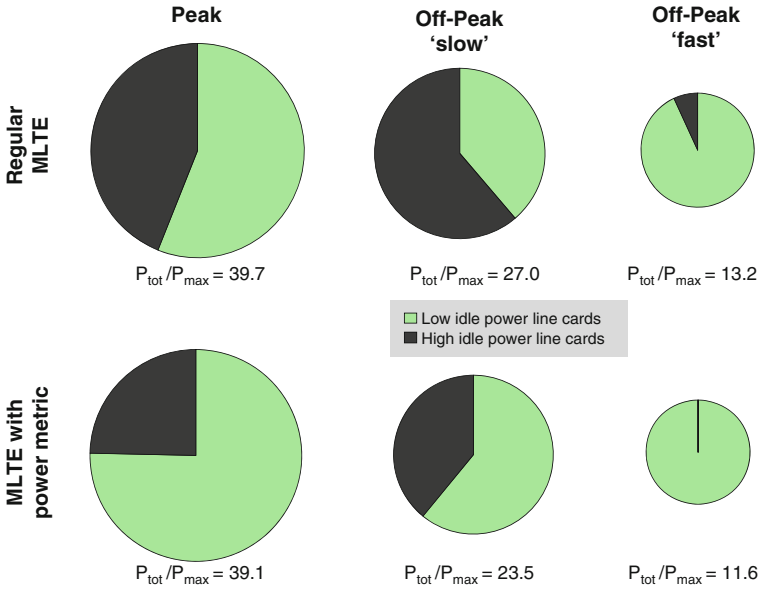 Peak
Off-Peak
‘slow’
Off-Peak
‘fast’
Regular
MLTE
Ptot /Pmax = 39.7
Ptot /Pmax = 27.0
Ptot /Pmax = 13.2
Low idle power line cards
High idle power line cards
MLTE with
power metric
Ptot /Pmax = 39.1
Ptot /Pmax = 23.5
Ptot /Pmax = 11.6